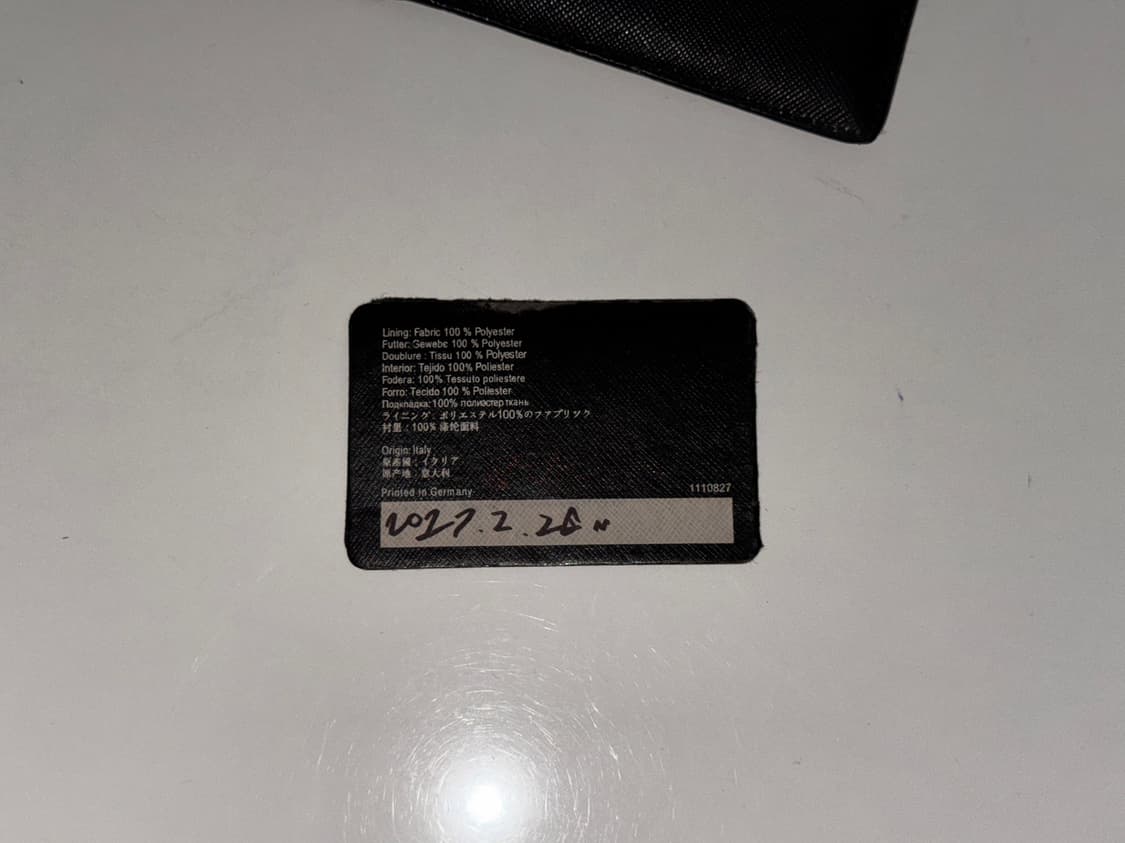 Lining: Fabric 100 % Polyester
Futter: Gewebe 100 % Polyester
Doublure : Tissu 100 % Polyester
Interior: Tejido 100% Poliester
Fodera: 100% Tessuto poliestere
Forro: Tecido 100 % Poliester
Подкладка: 100% полиэстер ткань
ライニング : ポリエステル100%のファブリック
衬里 : 100% 涤纶面料
Origin: Italy
原産國 : イタリア
原产地 : 意大利
Printed in Germany
1110827
2027.2.26